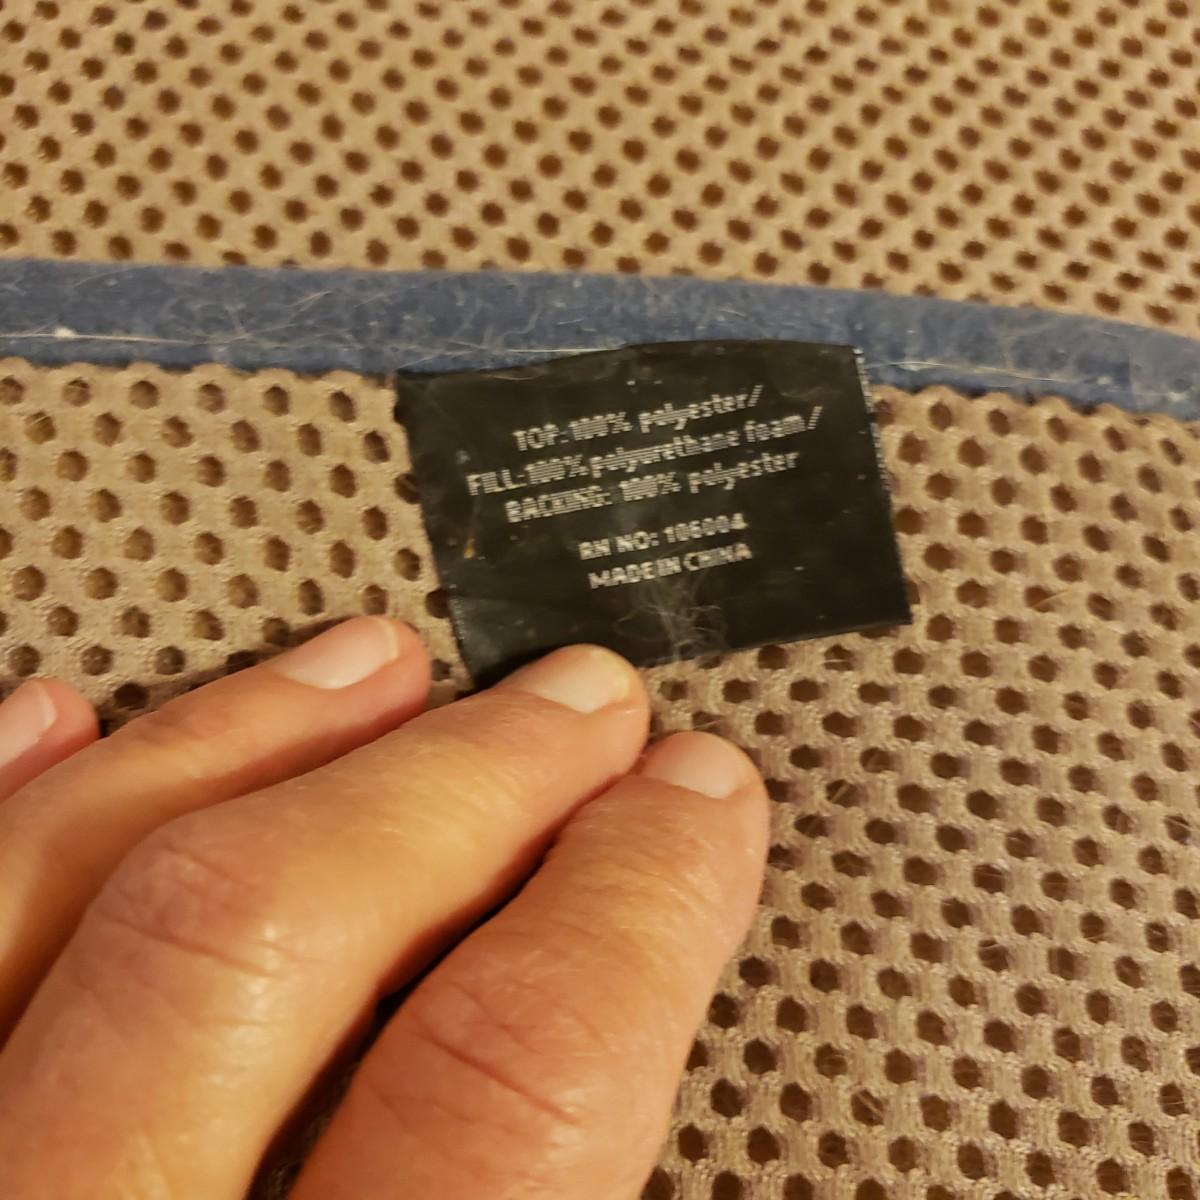 TOP: 100% polyester/
FILL: 100% polyurethane foam/
BACKING: 100% polyester
RN NO: 106004
MADE IN CHINA